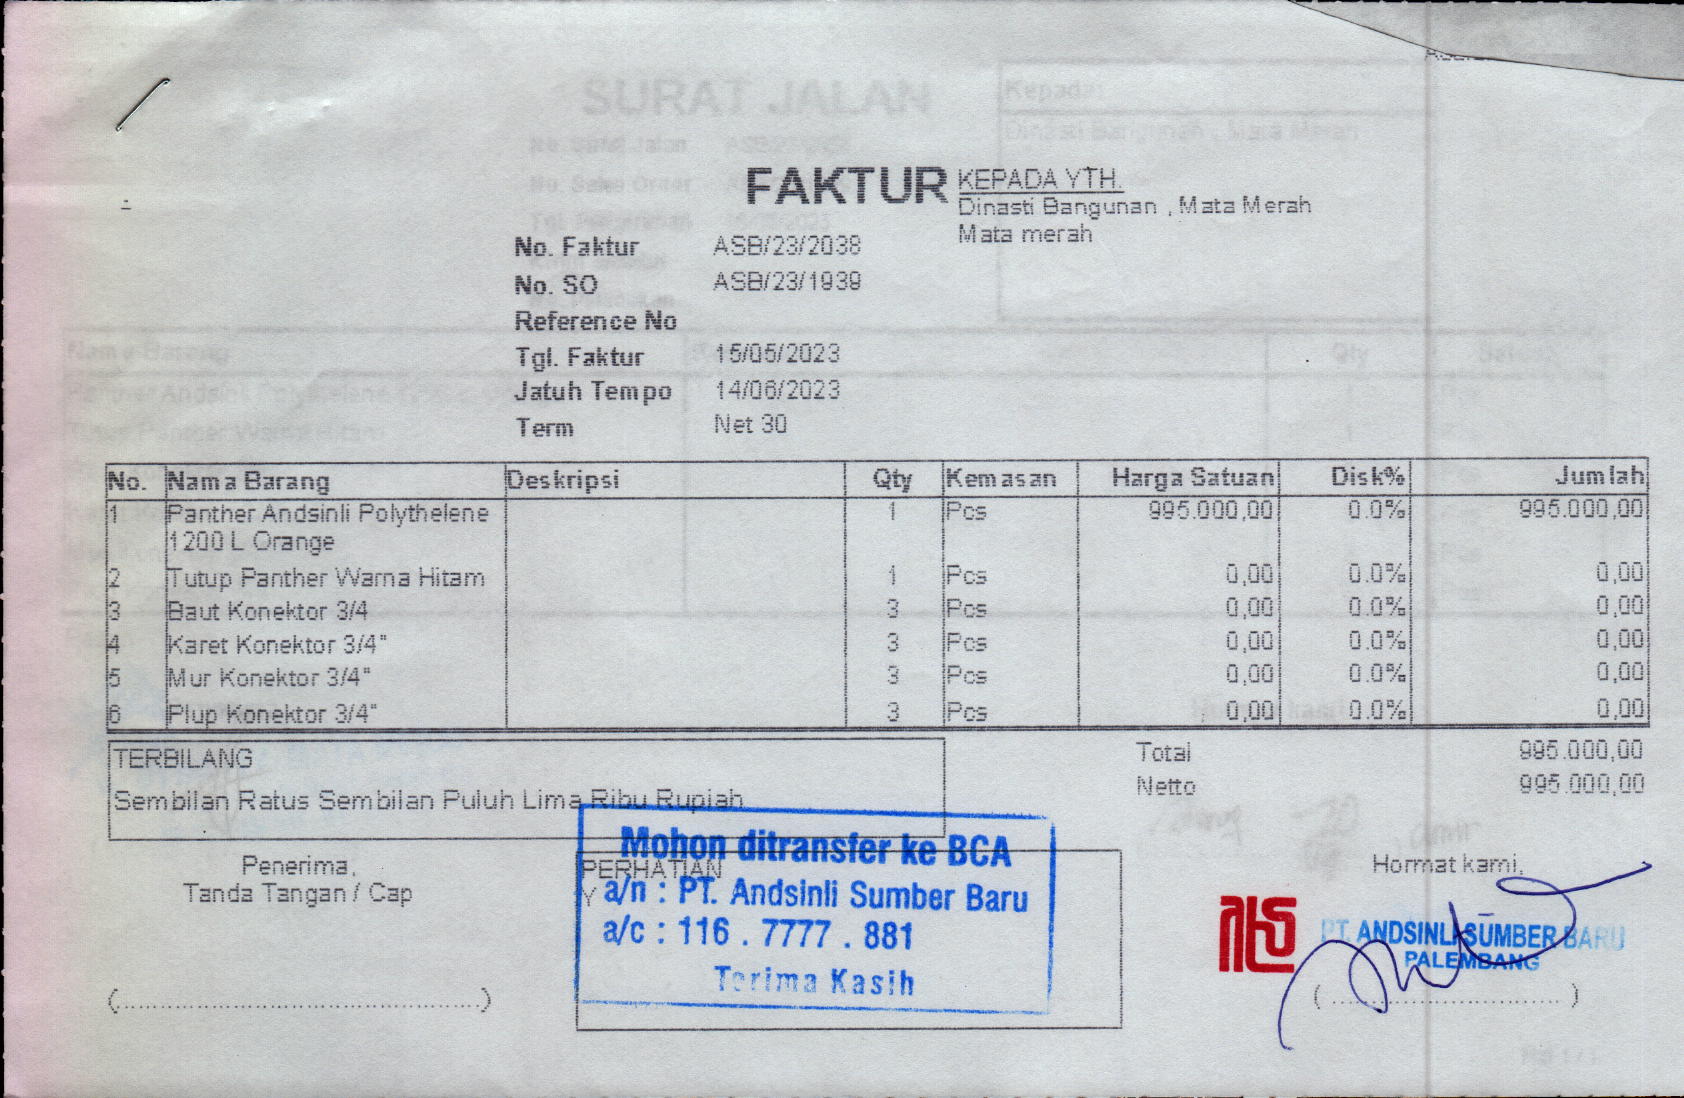 SURAT JALAN
Kepada
Dinasti Bangunan , Mata Merah
FAKTUR
KEPADA YTH.
Dinasti Bangunan , Mata Merah
Mata merah
No. Faktur ASB/23/2038
No. SO ASB/23/1939
Reference No
Tgl. Faktur 15/05/2023
Jatuh Tempo 14/06/2023
Term Net 30
No. Nama Barang Deskripsi Qty Kemasan Harga Satuan Disk% Jumlah
1 Panther Andsinli Polythelene 1 Pcs 995.000,00 0.0% 995.000,00
1200 L Orange
2 Tutup Panther Warna Hitam 1 Pcs 0,00 0.0% 0,00
3 Baut Konektor 3/4 3 Pcs 0,00 0.0% 0,00
4 Karet Konektor 3/4" 3 Pcs 0,00 0.0% 0,00
5 Mur Konektor 3/4" 3 Pcs 0,00 0.0% 0,00
6 Plup Konektor 3/4" 3 Pcs 0,00 0.0% 0,00
TERBILANG
Sembilan Ratus Sembilan Puluh Lima Ribu Rupiah
Total 995.000,00
Netto 995.000,00
Penerima,
Tanda Tangan / Cap
(................................................)
PERHATIAN
Y
Mohon ditransfer ke BCA
a/n : PT. Andsinli Sumber Baru
a/c : 116 . 7777 . 881
Terima Kasih
Hormat kami,
PT. ANDSINLI SUMBER BARU
PALEMBANG
( ............................... )